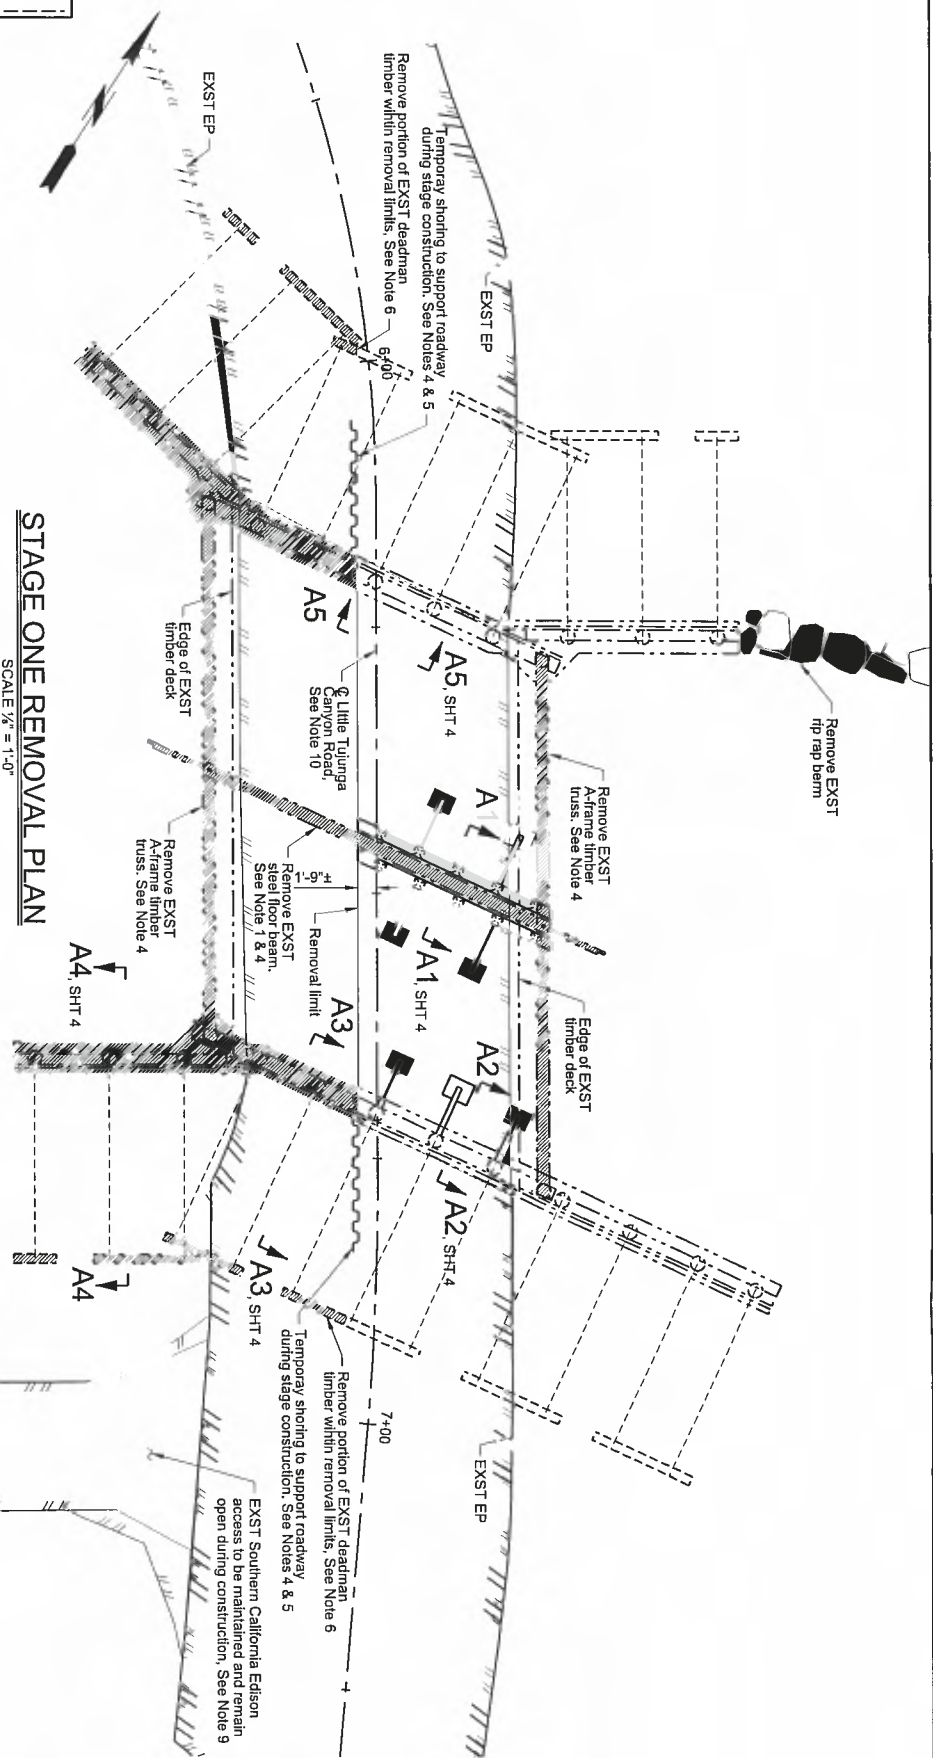 EXST EP
Remove portion of EXST deadman
timber wihtin removal limits, See Note 6
Temporay shoring to support roadway
during stage construction. See Notes 4 & 5
EXST EP
6+00
Remove EXST
rip rap berm
A5
A5, SHT 4
Edge of EXST
timber deck
℄ Little Tujunga
Canyon Road,
See Note 10
Remove EXST
A-frame timber
truss. See Note 4
A1
Remove EXST
A-frame timber
truss. See Note 4
Remove EXST
steel floor beam.
See Note 1 & 4
1'-9"±
Removal limit
A1, SHT 4
Edge of EXST
timber deck
A4, SHT 4
A3
A2
A2, SHT 4
A4
A3, SHT 4
Temporay shoring to support roadway
during stage construction. See Notes 4 & 5
Remove portion of EXST deadman
timber wihtin removal limits, See Note 6
7+00
EXST EP
EXST Southern California Edison
access to be maintained and remain
open during construction, See Note 9
STAGE ONE REMOVAL PLAN
SCALE ⅛" = 1'-0"